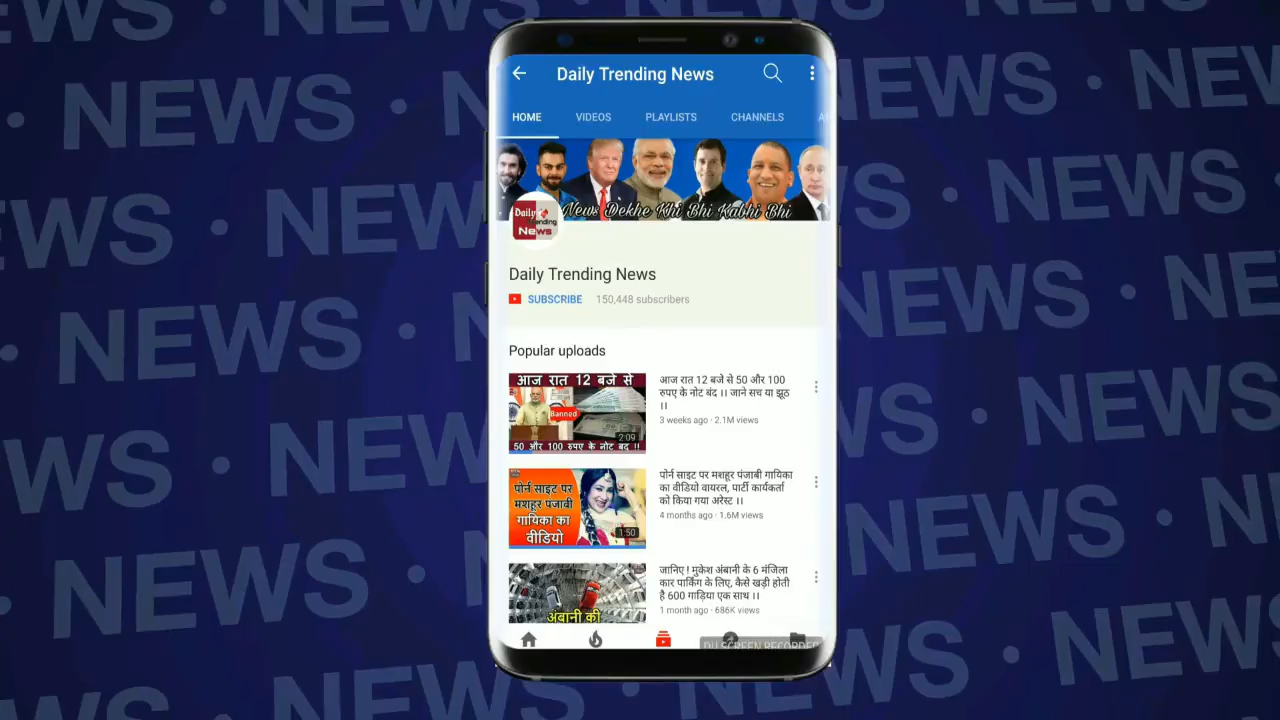 NEWS · NEWS · NEWS
Daily Trending News
HOME VIDEOS PLAYLISTS CHANNELS A
News Dekhe Khi Bhi Kabhi Bhi
Daily
Trending
News
Daily Trending News
SUBSCRIBE 150,448 subscribers
Popular uploads
आज रात 12 बजे से
Banned
2:09
50 और 100 रुपए के नोट बंद ।।
आज रात 12 बजे से 50 और 100
रुपए के नोट बंद ।। जाने सच या झूठ
।।
3 weeks ago · 2.1M views
पोर्न साइट पर
मशहूर पंजाबी
गायिका का
वीडियो
1:50
पोर्न साइट पर मशहूर पंजाबी गायिका
का वीडियो वायरल, पार्टी कार्यकर्ता
को किया गया अरेस्ट ।।
4 months ago · 1.6M views
अंबानी की
जानिए ! मुकेश अंबानी के 6 मंजिला
कार पार्किंग के लिए, कैसे खड़ी होती
है 600 गाड़िया एक साथ ।।
1 month ago · 686K views
DU SCREEN RECORDER